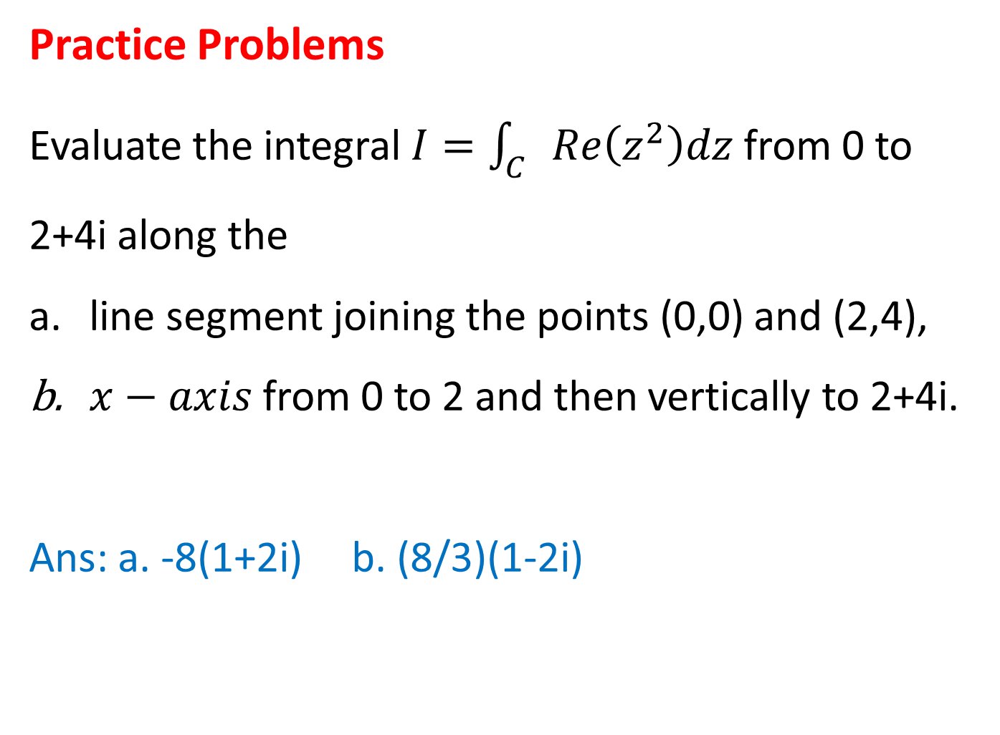 Practice Problems
Evaluate the integral I = ∫_C Re(z²)dz from 0 to
2+4i along the
a. line segment joining the points (0,0) and (2,4),
b. x − axis from 0 to 2 and then vertically to 2+4i.
Ans: a. -8(1+2i) b. (8/3)(1-2i)